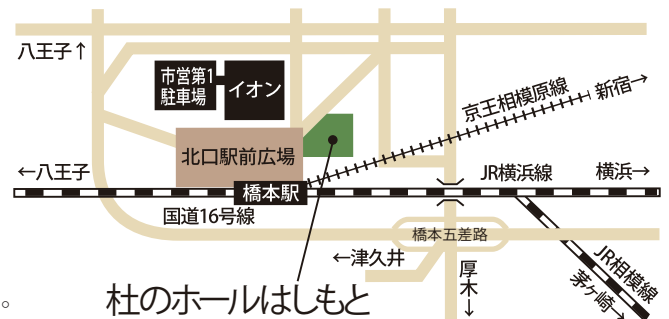 八王子↑
市営第1
駐車場
イオン
京王相模原線
新宿→
北口駅前広場
←八王子
JR横浜線
横浜→
橋本駅
国道16号線
橋本五差路
←津久井
厚木↓
JR相模線
茅ヶ崎→
杜のホールはしもと
。